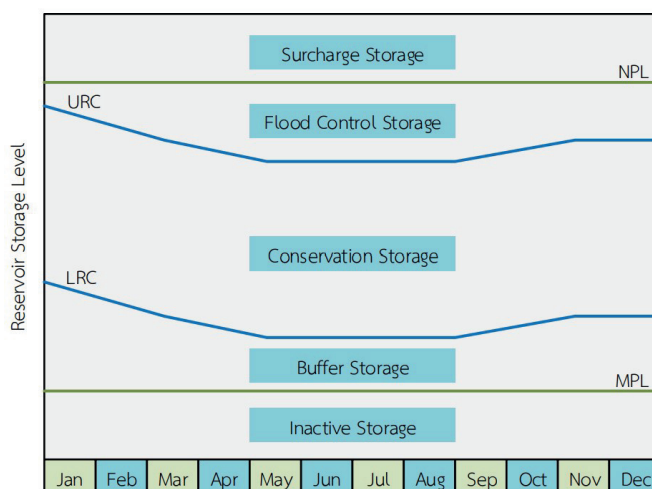 Surcharge Storage
NPL
URC
Flood Control Storage
Reservoir Storage Level
Conservation Storage
LRC
Buffer Storage
MPL
Inactive Storage
Jan Feb Mar Apr May Jun Jul Aug Sep Oct Nov Dec